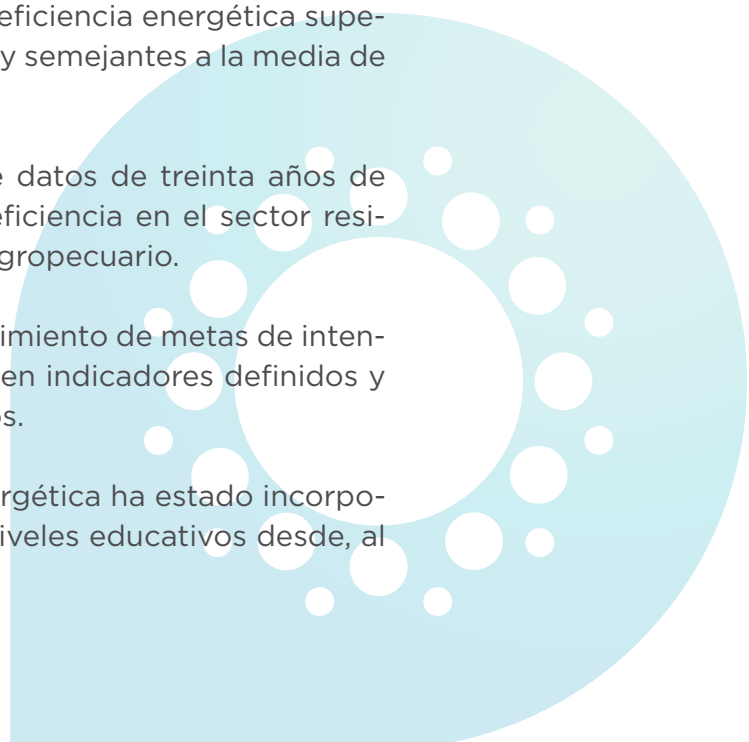 eficiencia energética supe-
y semejantes a la media de
datos de treinta años de
eficiencia en el sector resi-
gropecuario.
imiento de metas de inten-
en indicadores definidos y
s.
rgética ha estado incorpo-
iveles educativos desde, al